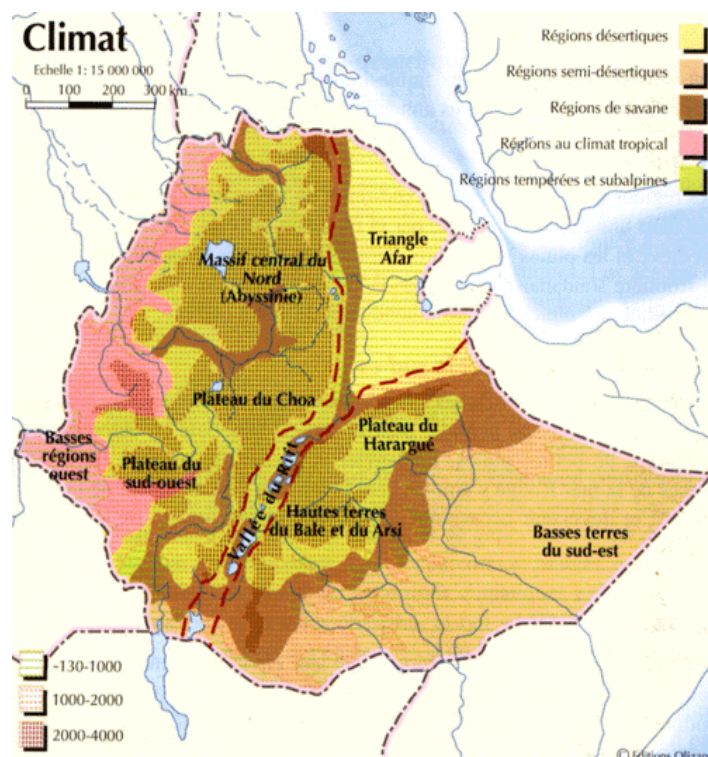 Climat
Echelle 1: 15 000 000
0 100 200 300 km
Régions désertiques
Régions semi-désertiques
Régions de savane
Régions au climat tropical
Régions tempérées et subalpines
Triangle
Afar
Massif central du
Nord
(Abyssinie)
Plateau du Choa
Plateau du
Harargué
Basses
régions
ouest
Plateau du
sud-ouest
Vallée du Rift
Hautes terres
du Bale et du Arsi
Basses terres
du sud-est
-130-1000
1000-2000
2000-4000
© Editions Olizane